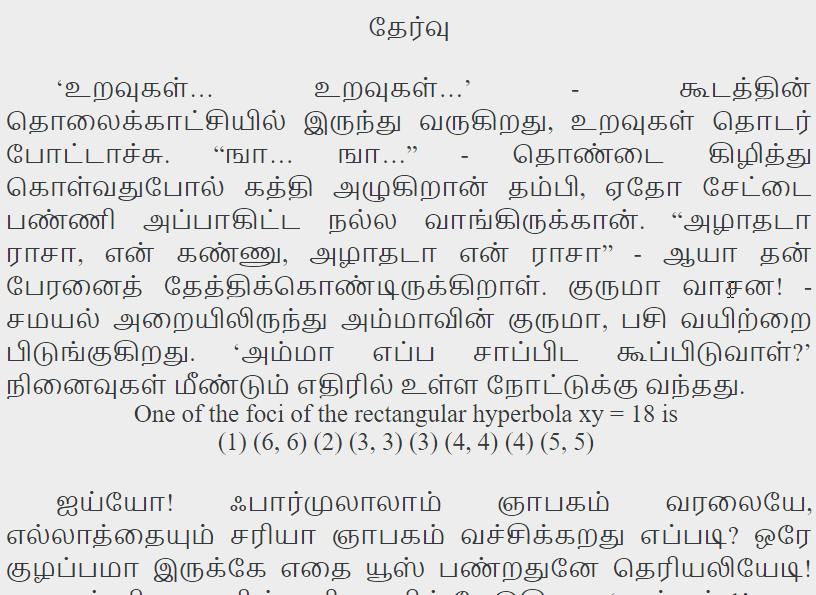 தேர்வு
‘உறவுகள்… உறவுகள்…’ - கூடத்தின்
தொலைக்காட்சியில் இருந்து வருகிறது, உறவுகள் தொடர்
போட்டாச்சு. “ஙா… ஙா…” - தொண்டை கிழித்து
கொள்வதுபோல் கத்தி அழுகிறான் தம்பி, ஏதோ சேட்டை
பண்ணி அப்பாகிட்ட நல்ல வாங்கிருக்கான். “அழாதடா
ராசா, என் கண்ணு, அழாதடா என் ராசா” - ஆயா தன்
பேரனைத் தேத்திக்கொண்டிருக்கிறாள். குருமா வாசன! -
சமயல் அறையிலிருந்து அம்மாவின் குருமா, பசி வயிற்றை
பிடுங்குகிறது. ‘அம்மா எப்ப சாப்பிட கூப்பிடுவாள்?’
நினைவுகள் மீண்டும் எதிரில் உள்ள நோட்டுக்கு வந்தது.
One of the foci of the rectangular hyperbola xy = 18 is
(1) (6, 6) (2) (3, 3) (3) (4, 4) (4) (5, 5)
ஐய்யோ! ஃபார்முலாலாம் ஞாபகம் வரலையே,
எல்லாத்தையும் சரியா ஞாபகம் வச்சிக்கறது எப்படி? ஒரே
குழப்பமா இருக்கே எதை யூஸ் பண்றதுனே தெரியலியேடி!